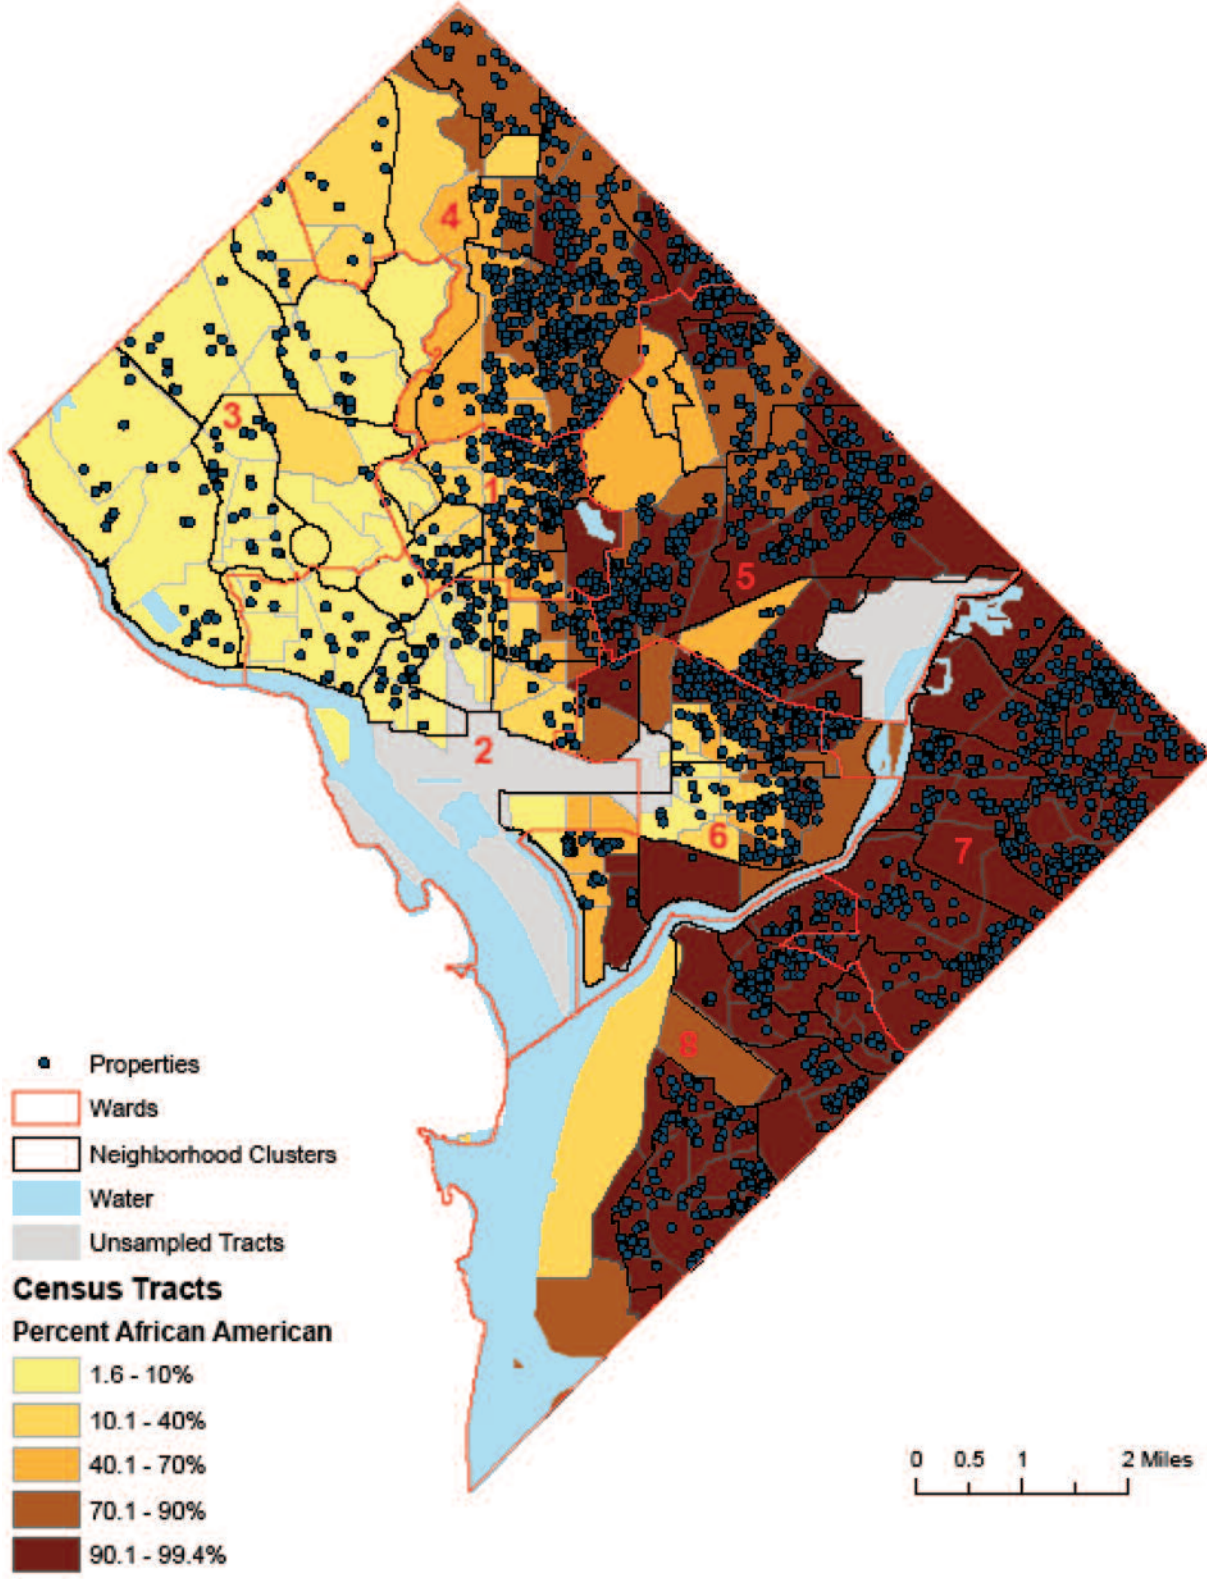 4
3
1
5
2
6
7
8
Properties
Wards
Neighborhood Clusters
Water
Unsampled Tracts
Census Tracts
Percent African American
1.6 - 10%
10.1 - 40%
40.1 - 70%
70.1 - 90%
90.1 - 99.4%
0 0.5 1 2 Miles